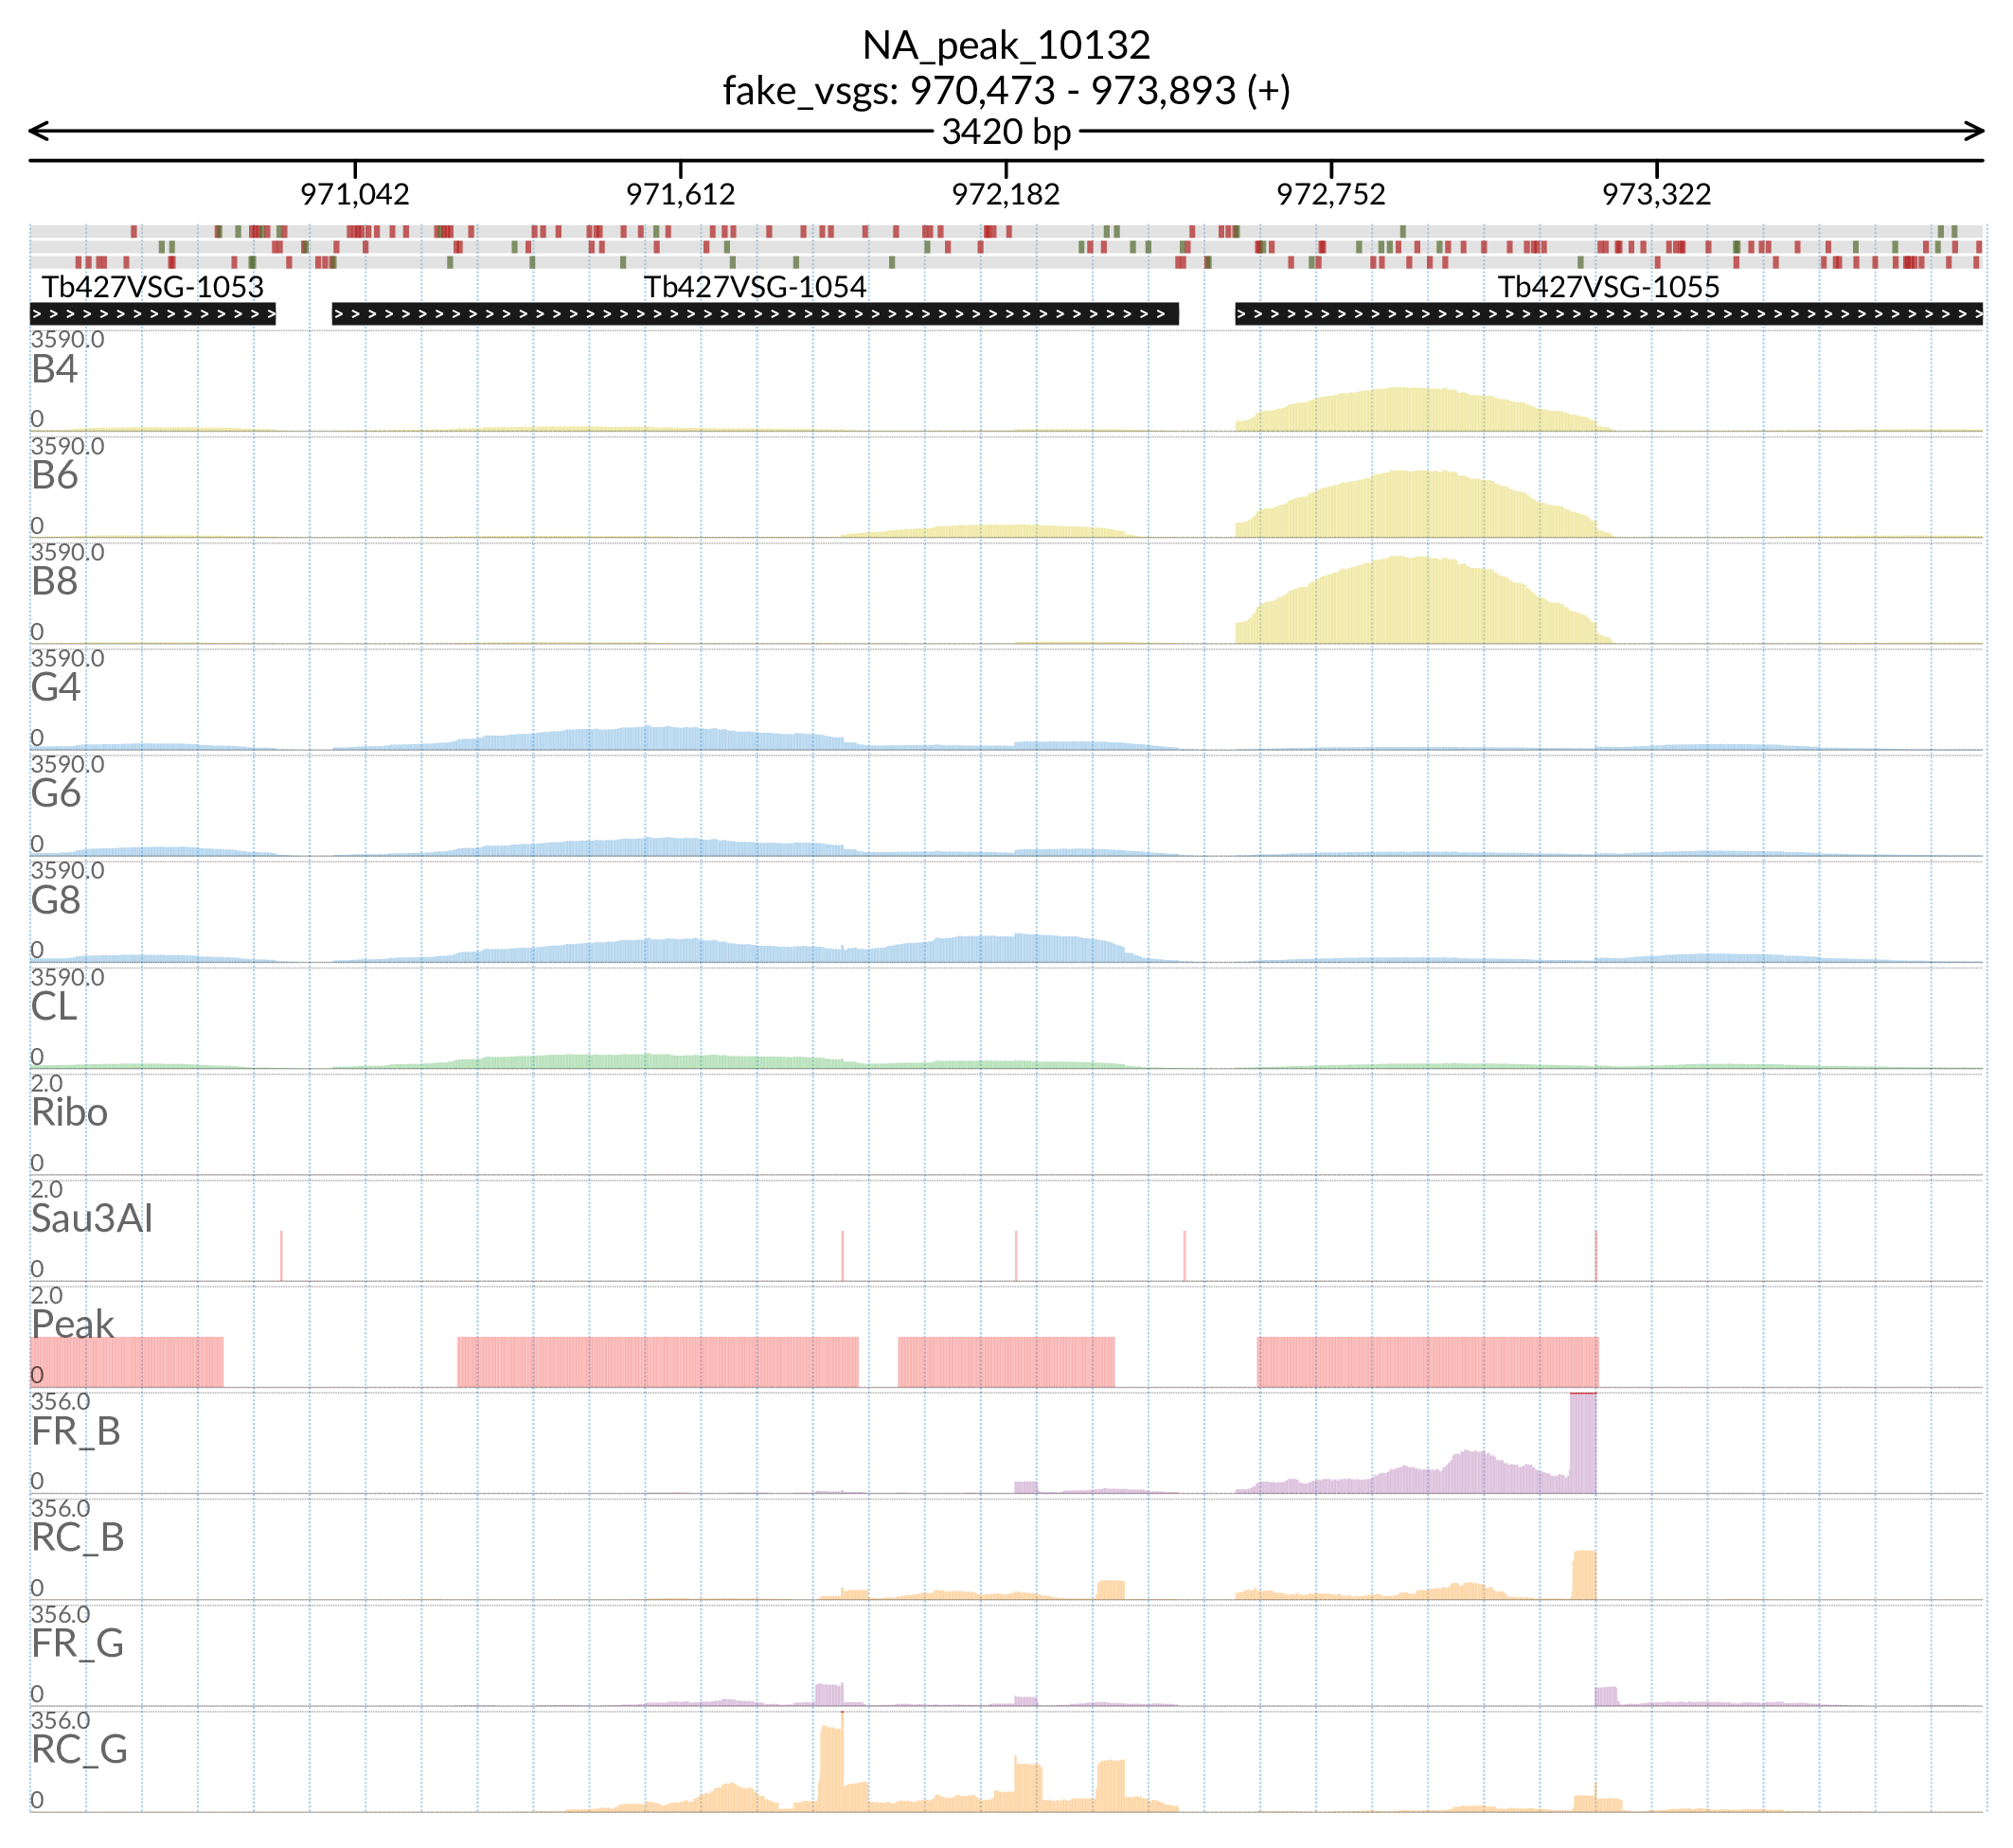 NA_peak_10132
fake_vsgs: 970,473 - 973,893 (+)
3420 bp
971,042 971,612 972,182 972,752 973,322
Tb427VSG-1053 Tb427VSG-1054 Tb427VSG-1055
3590.0
B4
0
3590.0
B6
0
3590.0
B8
0
3590.0
G4
0
3590.0
G6
0
3590.0
G8
0
3590.0
CL
0
2.0
Ribo
0
2.0
Sau3AI
0
2.0
Peak
0
356.0
FR_B
0
356.0
RC_B
0
356.0
FR_G
0
356.0
RC_G
0